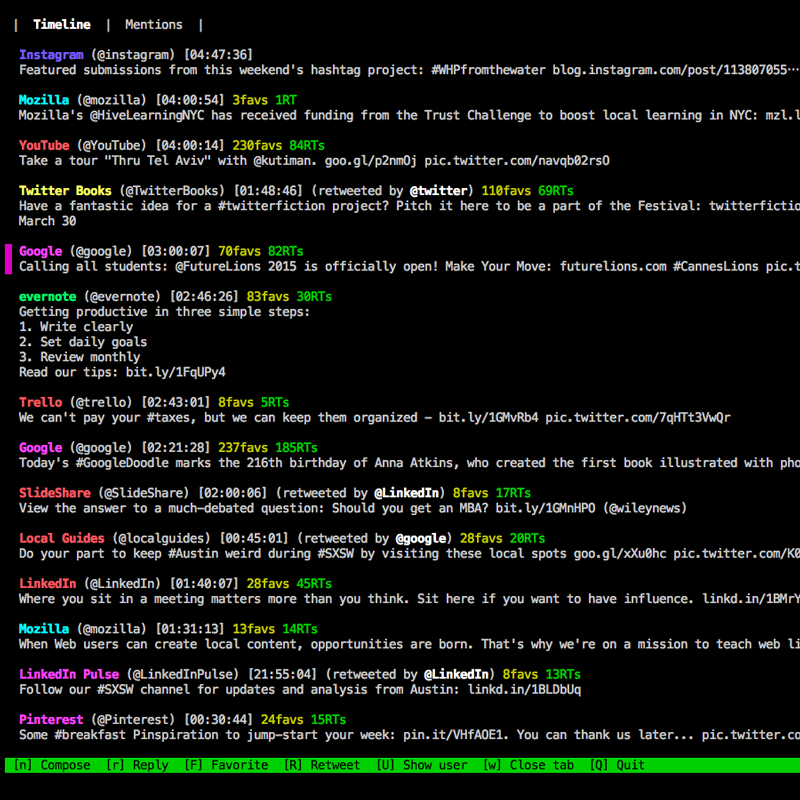 | Timeline | Mentions |
Instagram (@instagram) [04:47:36]
Featured submissions from this weekend's hashtag project: #WHPfromthewater blog.instagram.com/post/113807055…
Mozilla (@mozilla) [04:00:54] 3favs 1RT
Mozilla's @HiveLearningNYC has received funding from the Trust Challenge to boost local learning in NYC: mzl.l
YouTube (@YouTube) [04:00:14] 230favs 84RTs
Take a tour "Thru Tel Aviv" with @kutiman. goo.gl/p2nmOj pic.twitter.com/navqb02rsO
Twitter Books (@TwitterBooks) [01:48:46] (retweeted by @twitter) 110favs 69RTs
Have a fantastic idea for a #twitterfiction project? Pitch it here to be a part of the Festival: twitterfictio
March 30
Google (@google) [03:00:07] 70favs 82RTs
Calling all students: @FutureLions 2015 is officially open! Make Your Move: futurelions.com #CannesLions pic.t
evernote (@evernote) [02:46:26] 83favs 30RTs
Getting productive in three simple steps:
1. Write clearly
2. Set daily goals
3. Review monthly
Read our tips: bit.ly/1FqUPy4
Trello (@trello) [02:43:01] 8favs 5RTs
We can't pay your #taxes, but we can keep them organized – bit.ly/1GMvRb4 pic.twitter.com/7qHTt3VwQr
Google (@google) [02:21:28] 237favs 185RTs
Today's #GoogleDoodle marks the 216th birthday of Anna Atkins, who created the first book illustrated with pho
SlideShare (@SlideShare) [02:00:06] (retweeted by @LinkedIn) 8favs 17RTs
View the answer to a much-debated question: Should you get an MBA? bit.ly/1GMnHPO (@wileynews)
Local Guides (@localguides) [00:45:01] (retweeted by @google) 28favs 20RTs
Do your part to keep #Austin weird during #SXSW by visiting these local spots goo.gl/xXu0hc pic.twitter.com/K0
LinkedIn (@LinkedIn) [01:40:07] 28favs 45RTs
Where you sit in a meeting matters more than you think. Sit here if you want to have influence. linkd.in/1BMrY
Mozilla (@mozilla) [01:31:13] 13favs 14RTs
When Web users can create local content, opportunities are born. That's why we're on a mission to teach web li
LinkedIn Pulse (@LinkedInPulse) [21:55:04] (retweeted by @LinkedIn) 8favs 13RTs
Follow our #SXSW channel for updates and analysis from Austin: linkd.in/1BLDbUq
Pinterest (@Pinterest) [00:30:44] 24favs 15RTs
Some #breakfast Pinspiration to jump-start your week: pin.it/VHfAOE1. You can thank us later... pic.twitter.co
[n] Compose [r] Reply [F] Favorite [R] Retweet [U] Show user [w] Close tab [Q] Quit